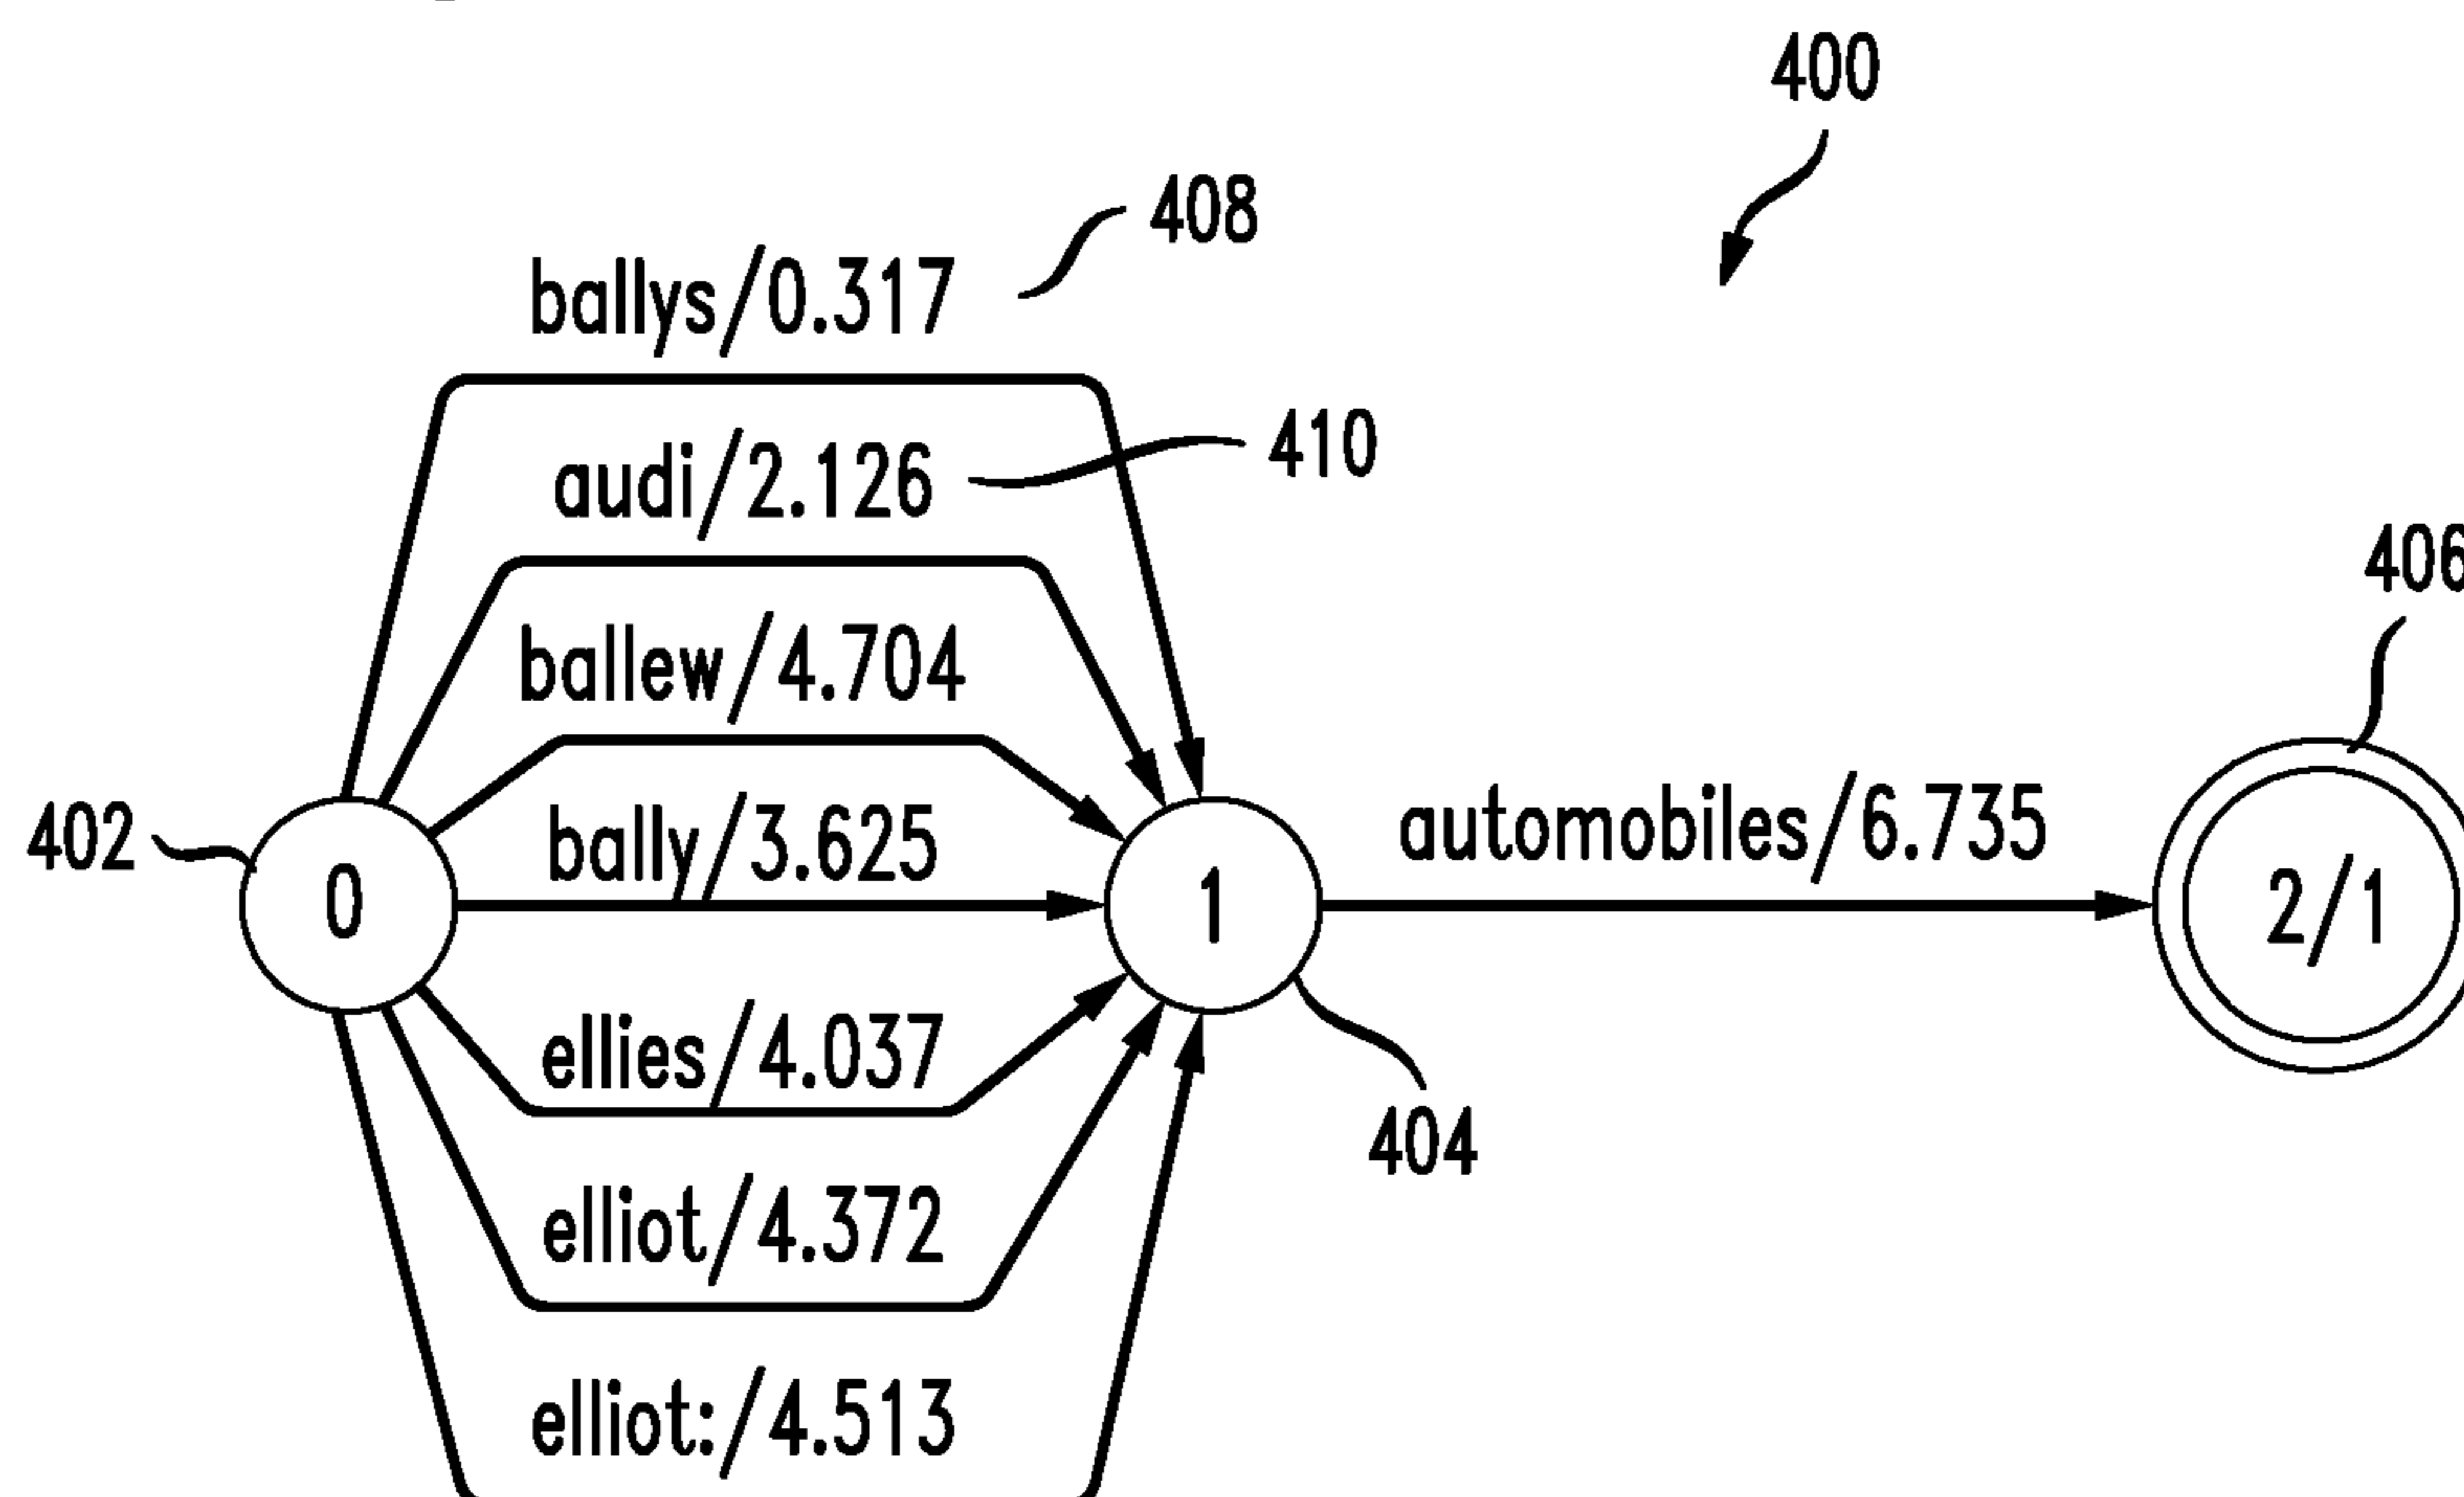 400
408
ballys/0.317
410
audi/2.126
406
ballew/4.704
402
bally/3.625
automobiles/6.735
0
1
2/1
ellies/4.037
404
elliot/4.372
elliot:/4.513